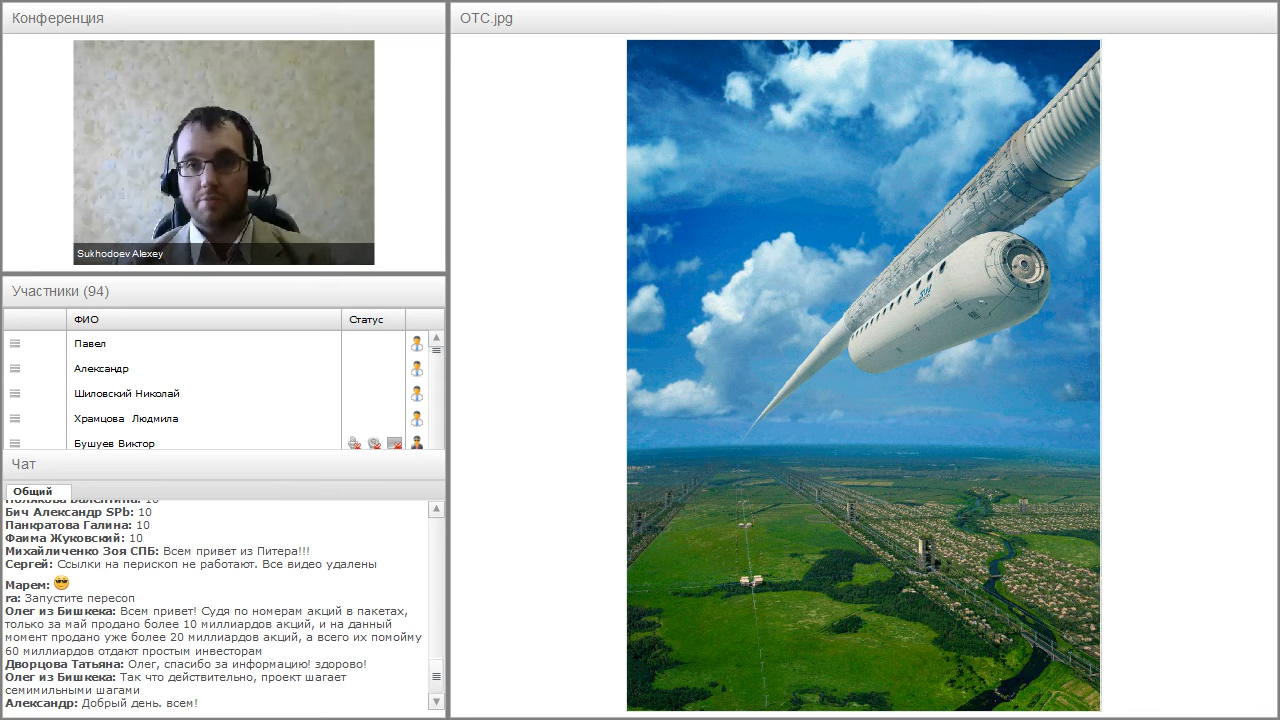 Конференция
Sukhodoev Alexey
Участники (94)
ФИО
Статус
Павел
Александр
Шиловский Николай
Храмцова Людмила
Бушуев Виктор
Чат
Общий
Полякова Валентина: 10
Бич Александр SPb: 10
Панкратова Галина: 10
Фаима Жуковский: 10
Михайличенко Зоя СПБ: Всем привет из Питера!!!
Сергей: Ссылки на перископ не работают. Все видео удалены
Марем:
ra: Запустите пересоп
Олег из Бишкека: Всем привет! Судя по номерам акций в пакетах,
только за май продано более 10 миллиардов акций, и на данный
момент продано уже более 20 миллиардов акций, а всего их помойму
60 миллиардов отдают простым инвесторам
Дворцова Татьяна: Олег, спасибо за информацию! здорово!
Олег из Бишкека: Так что действительно, проект шагает
семимильными шагами
Александр: Добрый день. всем!
ОТС.jpg